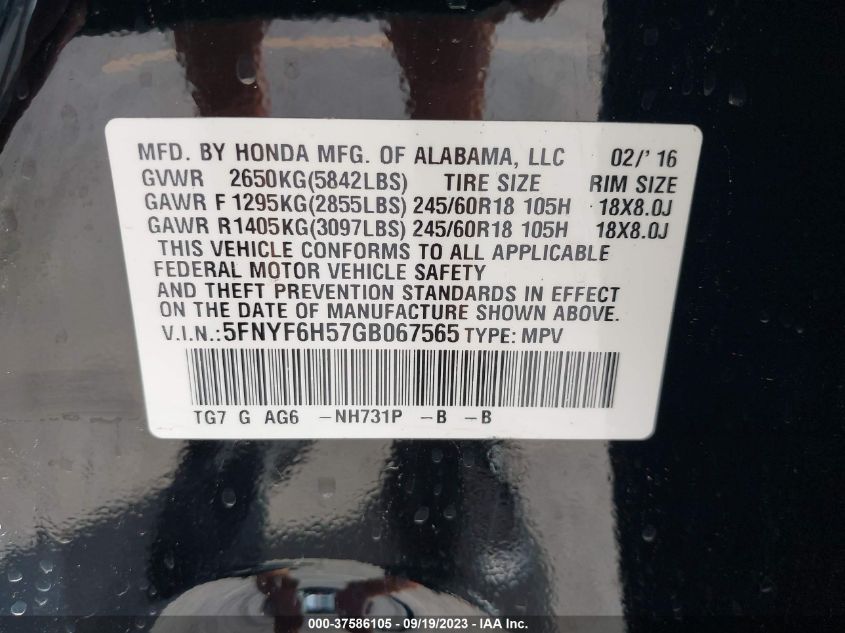 MFD. BY HONDA MFG. OF ALABAMA, LLC 02/' 16
GVWR 2650KG(5842LBS) TIRE SIZE RIM SIZE
GAWR F 1295KG(2855LBS) 245/60R18 105H 18X8.0J
GAWR R1405KG(3097LBS) 245/60R18 105H 18X8.0J
THIS VEHICLE CONFORMS TO ALL APPLICABLE
FEDERAL MOTOR VEHICLE SAFETY
AND THEFT PREVENTION STANDARDS IN EFFECT
ON THE DATE OF MANUFACTURE SHOWN ABOVE.
V.I.N.:5FNYF6H57GB067565 TYPE: MPV
TG7 G AG6 -NH731P -B -B
000-37586105 - 09/19/2023 - IAA Inc.